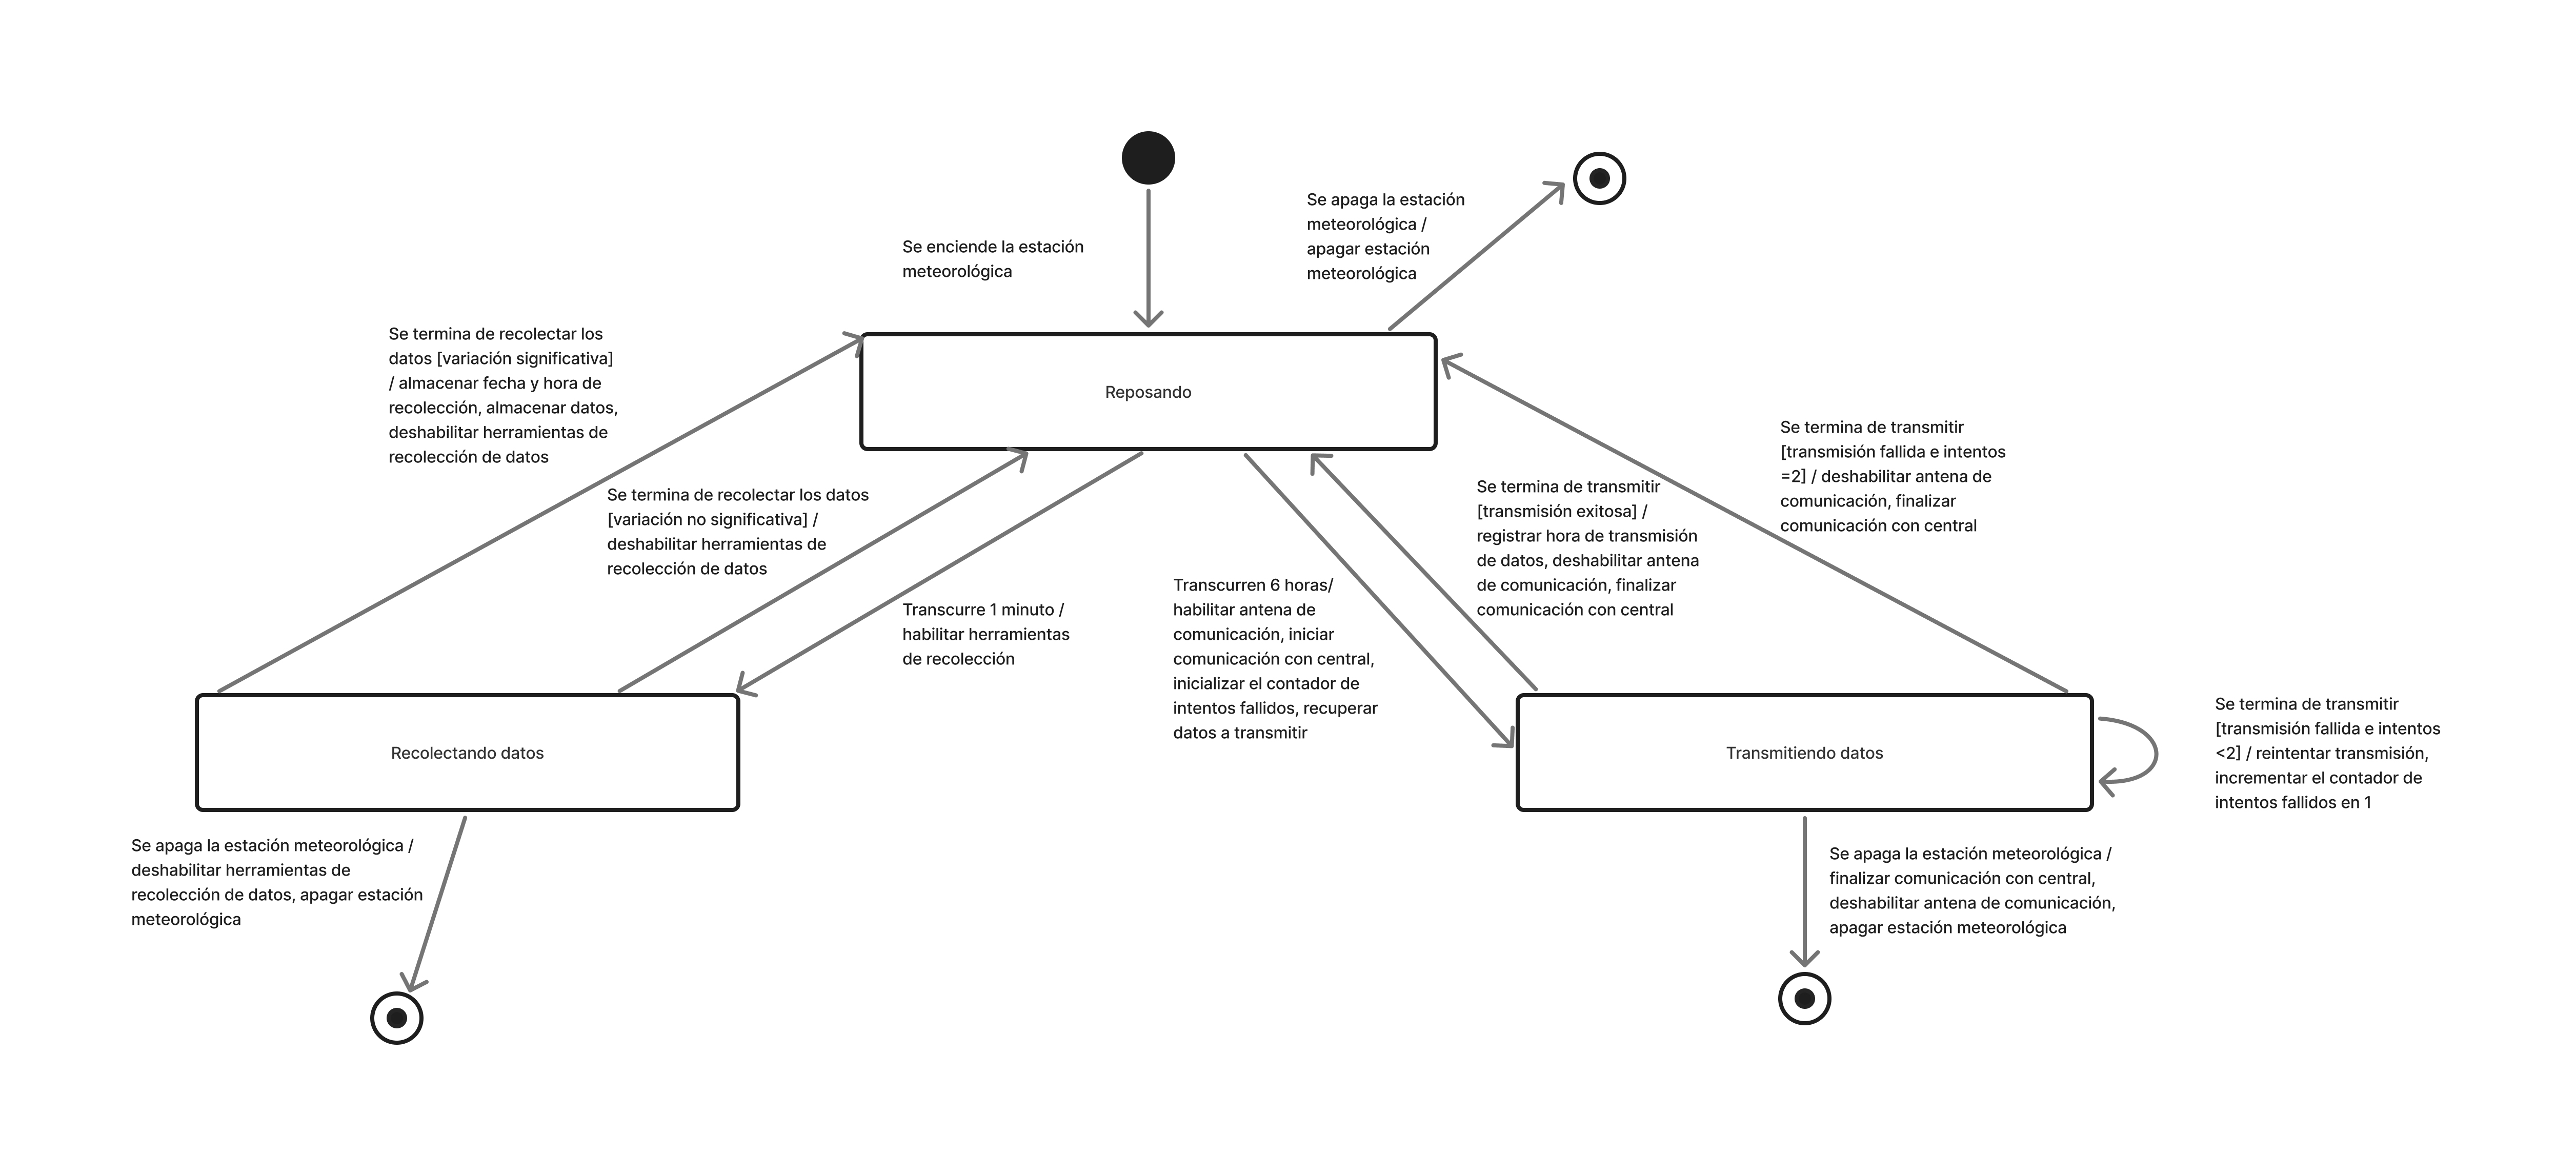 Se apaga la estación
meteorológica /
apagar estación
meteorológica
Se enciende la estación
meteorológica
Se termina de recolectar los
datos [variación significativa]
/ almacenar fecha y hora de
recolección, almacenar datos,
deshabilitar herramientas de
recolección de datos
Reposando
Se termina de transmitir
[transmisión fallida e intentos
=2] / deshabilitar antena de
comunicación, finalizar
comunicación con central
Se termina de recolectar los datos
[variación no significativa] /
deshabilitar herramientas de
recolección de datos
Se termina de transmitir
[transmisión exitosa] /
registrar hora de transmisión
de datos, deshabilitar antena
de comunicación, finalizar
comunicación con central
Transcurre 1 minuto /
habilitar herramientas
de recolección
Transcurren 6 horas/
habilitar antena de
comunicación, iniciar
comunicación con central,
inicializar el contador de
intentos fallidos, recuperar
datos a transmitir
Recolectando datos
Transmitiendo datos
Se termina de transmitir
[transmisión fallida e intentos
<2] / reintentar transmisión,
incrementar el contador de
intentos fallidos en 1
Se apaga la estación meteorológica /
deshabilitar herramientas de
recolección de datos, apagar estación
meteorológica
Se apaga la estación meteorológica /
finalizar comunicación con central,
deshabilitar antena de comunicación,
apagar estación meteorológica